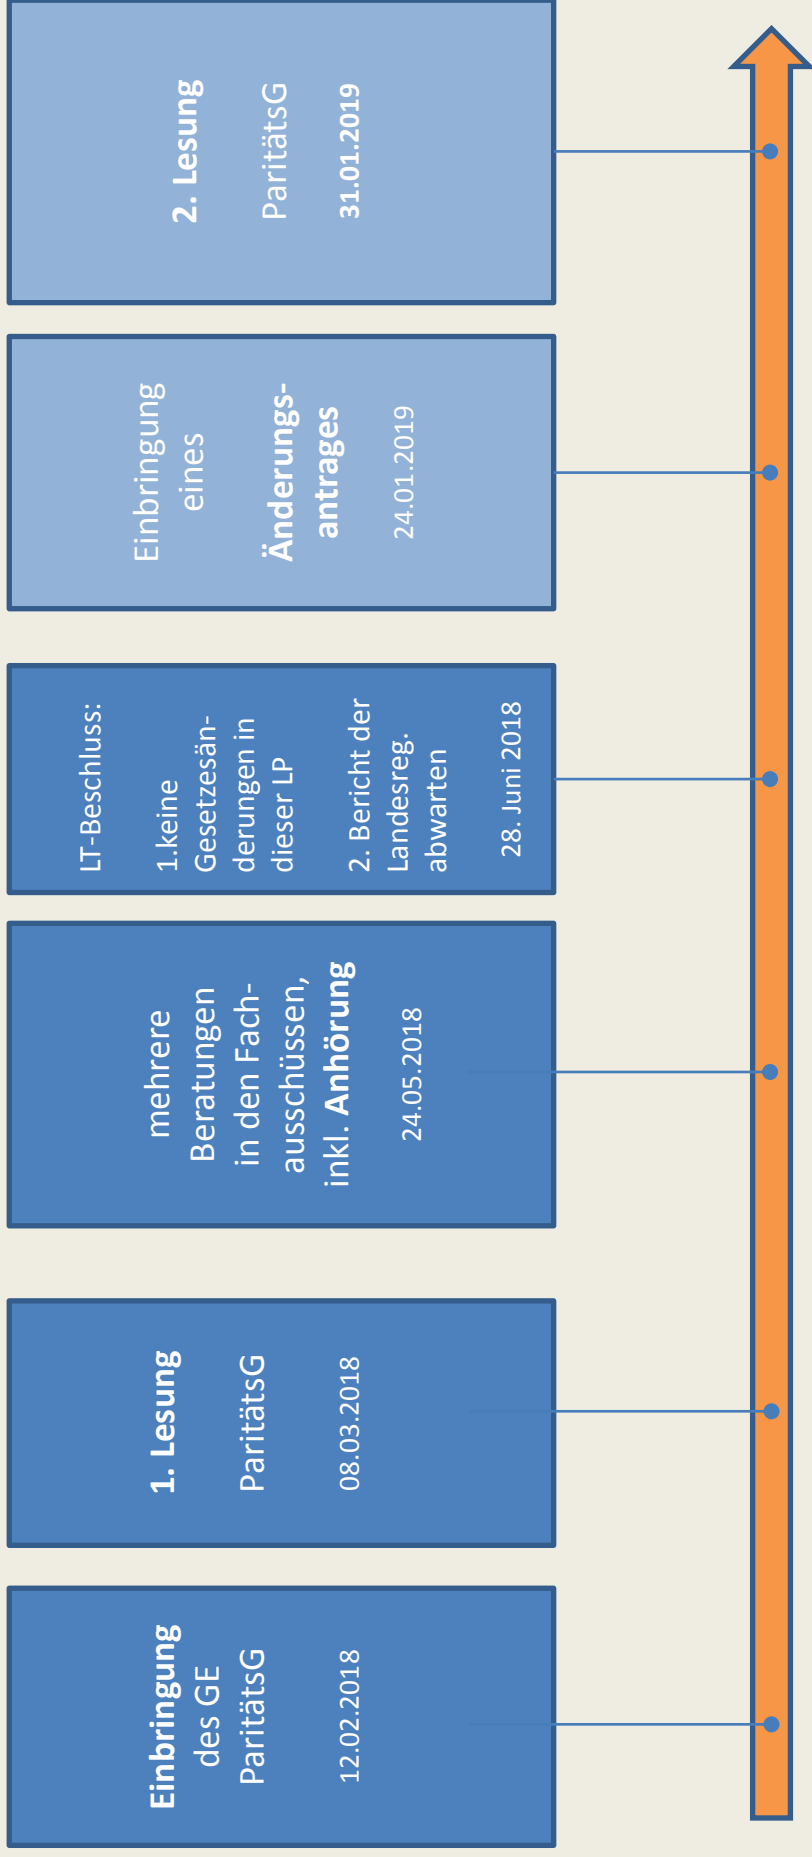 Einbringung
des GE
ParitätsG
12.02.2018
1. Lesung
ParitätsG
08.03.2018
mehrere
Beratungen
in den Fach-
ausschüssen,
inkl. Anhörung
24.05.2018
LT-Beschluss:
1.keine
Gesetzesän-
derungen in
dieser LP
2. Bericht der
Landesreg.
abwarten
28. Juni 2018
Einbringung
eines
Änderungs-
antrages
24.01.2019
2. Lesung
ParitätsG
31.01.2019